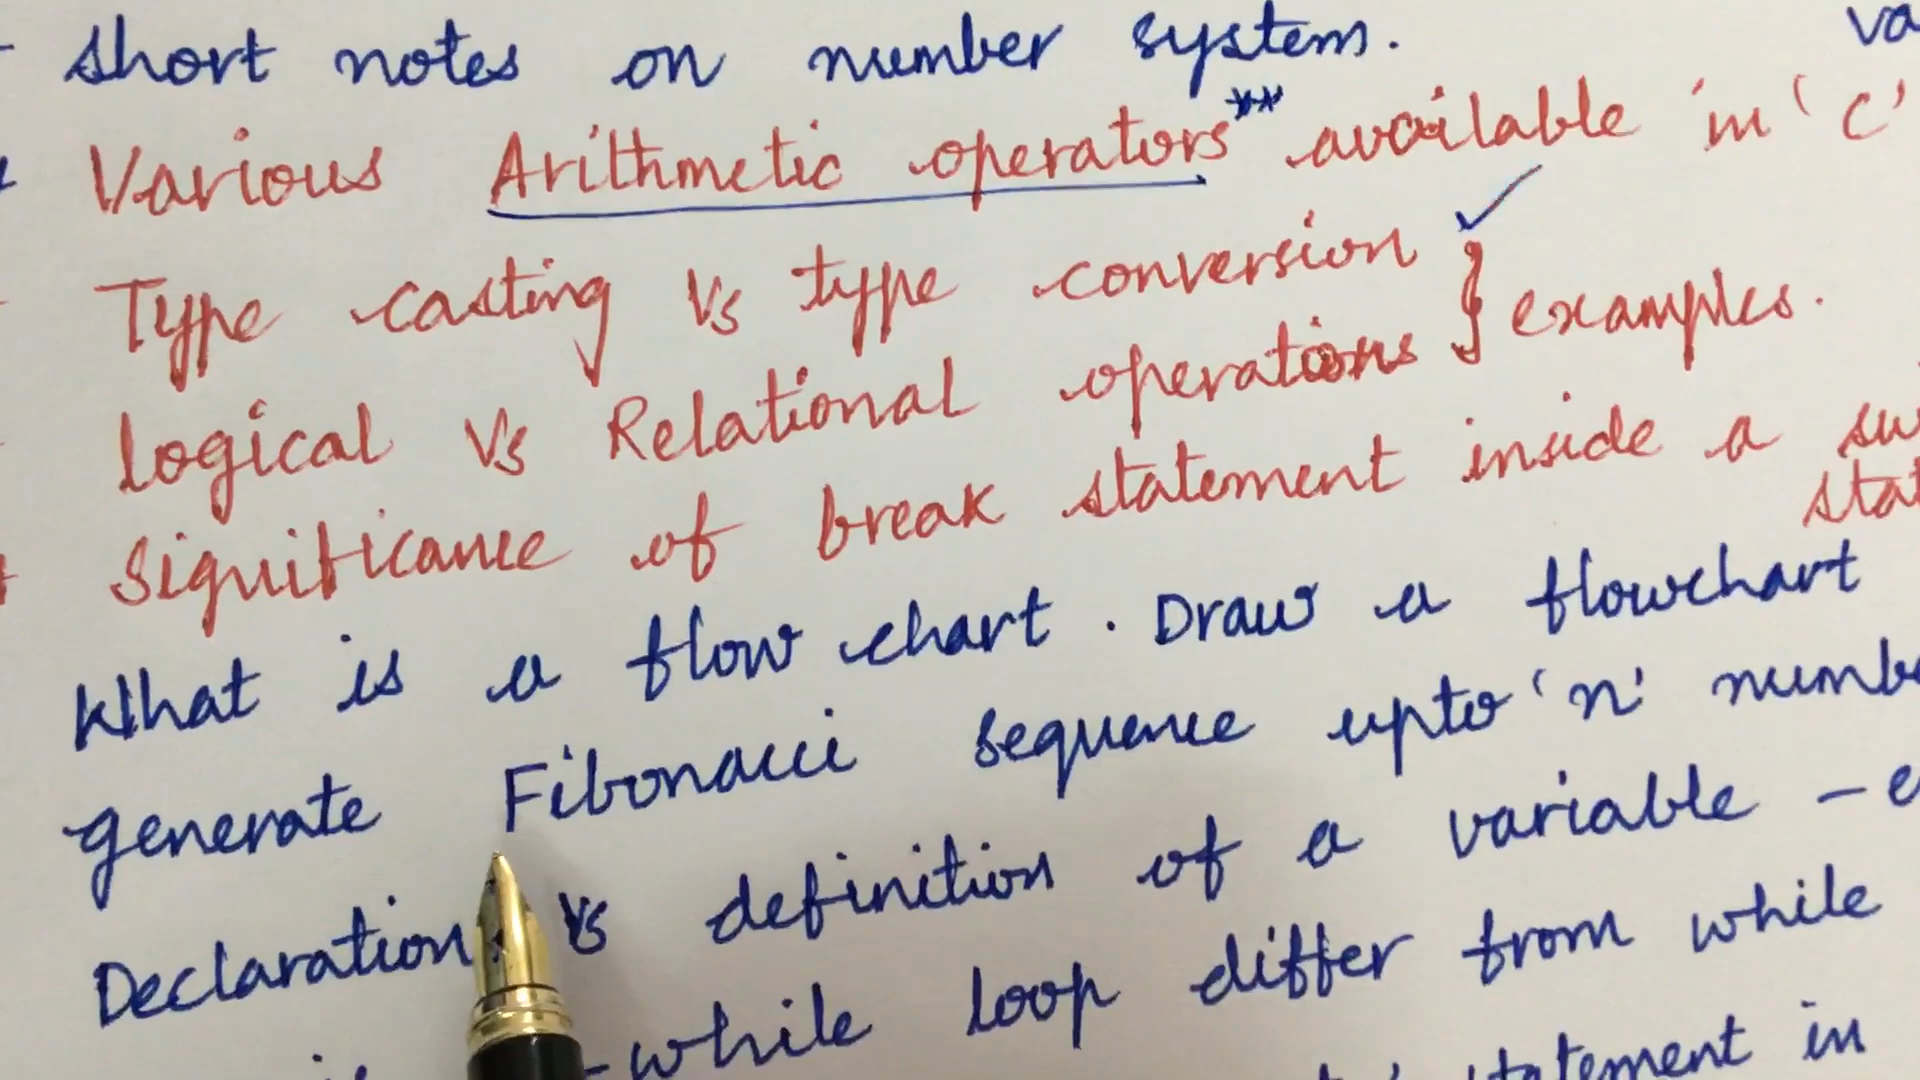 short notes on number system.
Various Arithmetic operators** available in 'C'
Type casting Vs type conversion } examples.
logical Vs Relational operations
Significance of break statement inside a
What is a flow chart. Draw a flowchart
generate Fibonacci sequence upto 'n'
Declaration Vs definition of a variable -
-while loop differ from while
statement in